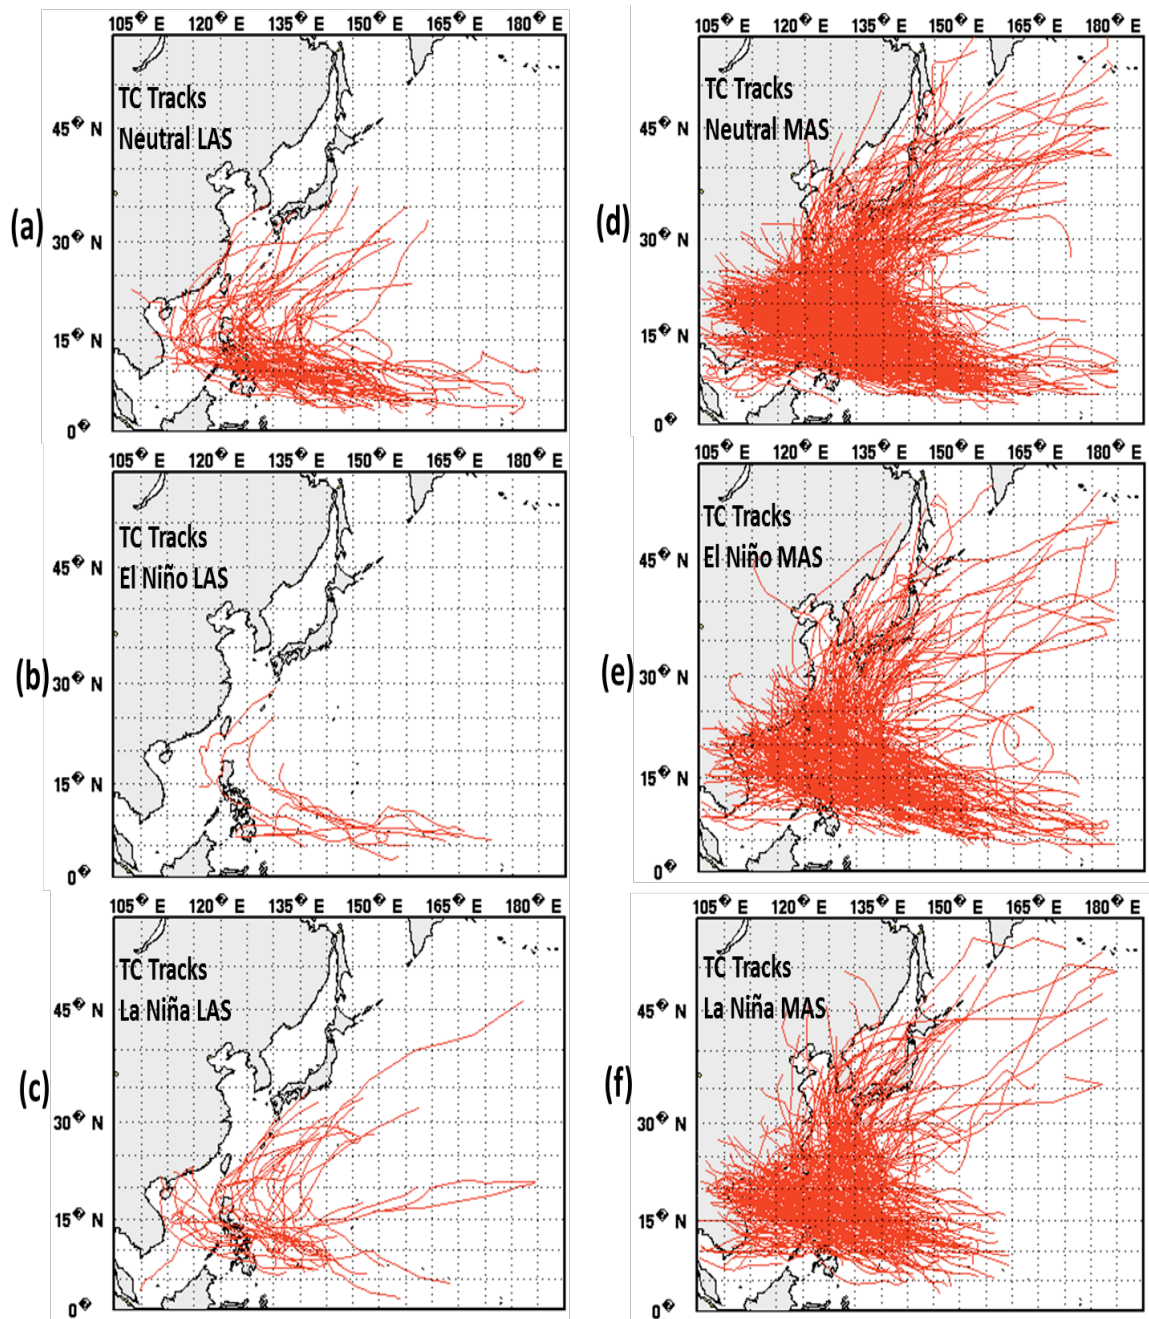 105� E 120� E 135� E 150� E 165� E 180� E
TC Tracks
Neutral LAS
45� N
(a)
30� N
15� N
0�
105� E 120� E 135� E 150� E 165� E 180� E
TC Tracks
El Niño LAS
45� N
(b)
30� N
15� N
0�
105� E 120� E 135� E 150� E 165� E 180� E
TC Tracks
La Niña LAS
45� N
(c)
30� N
15� N
0�
105� E 120� E 135� E 150� E 165� E 180� E
TC Tracks
Neutral MAS
45� N
(d)
30� N
15� N
0�
105� E 120� E 135� E 150� E 165� E 180� E
TC Tracks
El Niño MAS
45� N
(e)
30� N
15� N
0�
105� E 120� E 135� E 150� E 165� E 180� E
TC Tracks
La Niña MAS
45� N
(f)
30� N
15� N
0�